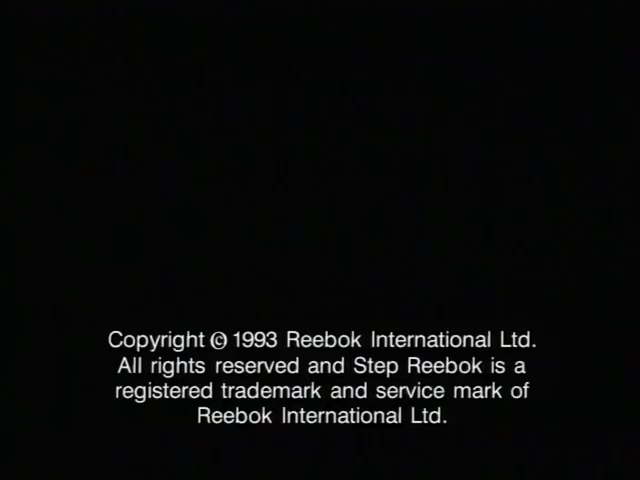 Copyright © 1993 Reebok International Ltd.
All rights reserved and Step Reebok is a
registered trademark and service mark of
Reebok International Ltd.